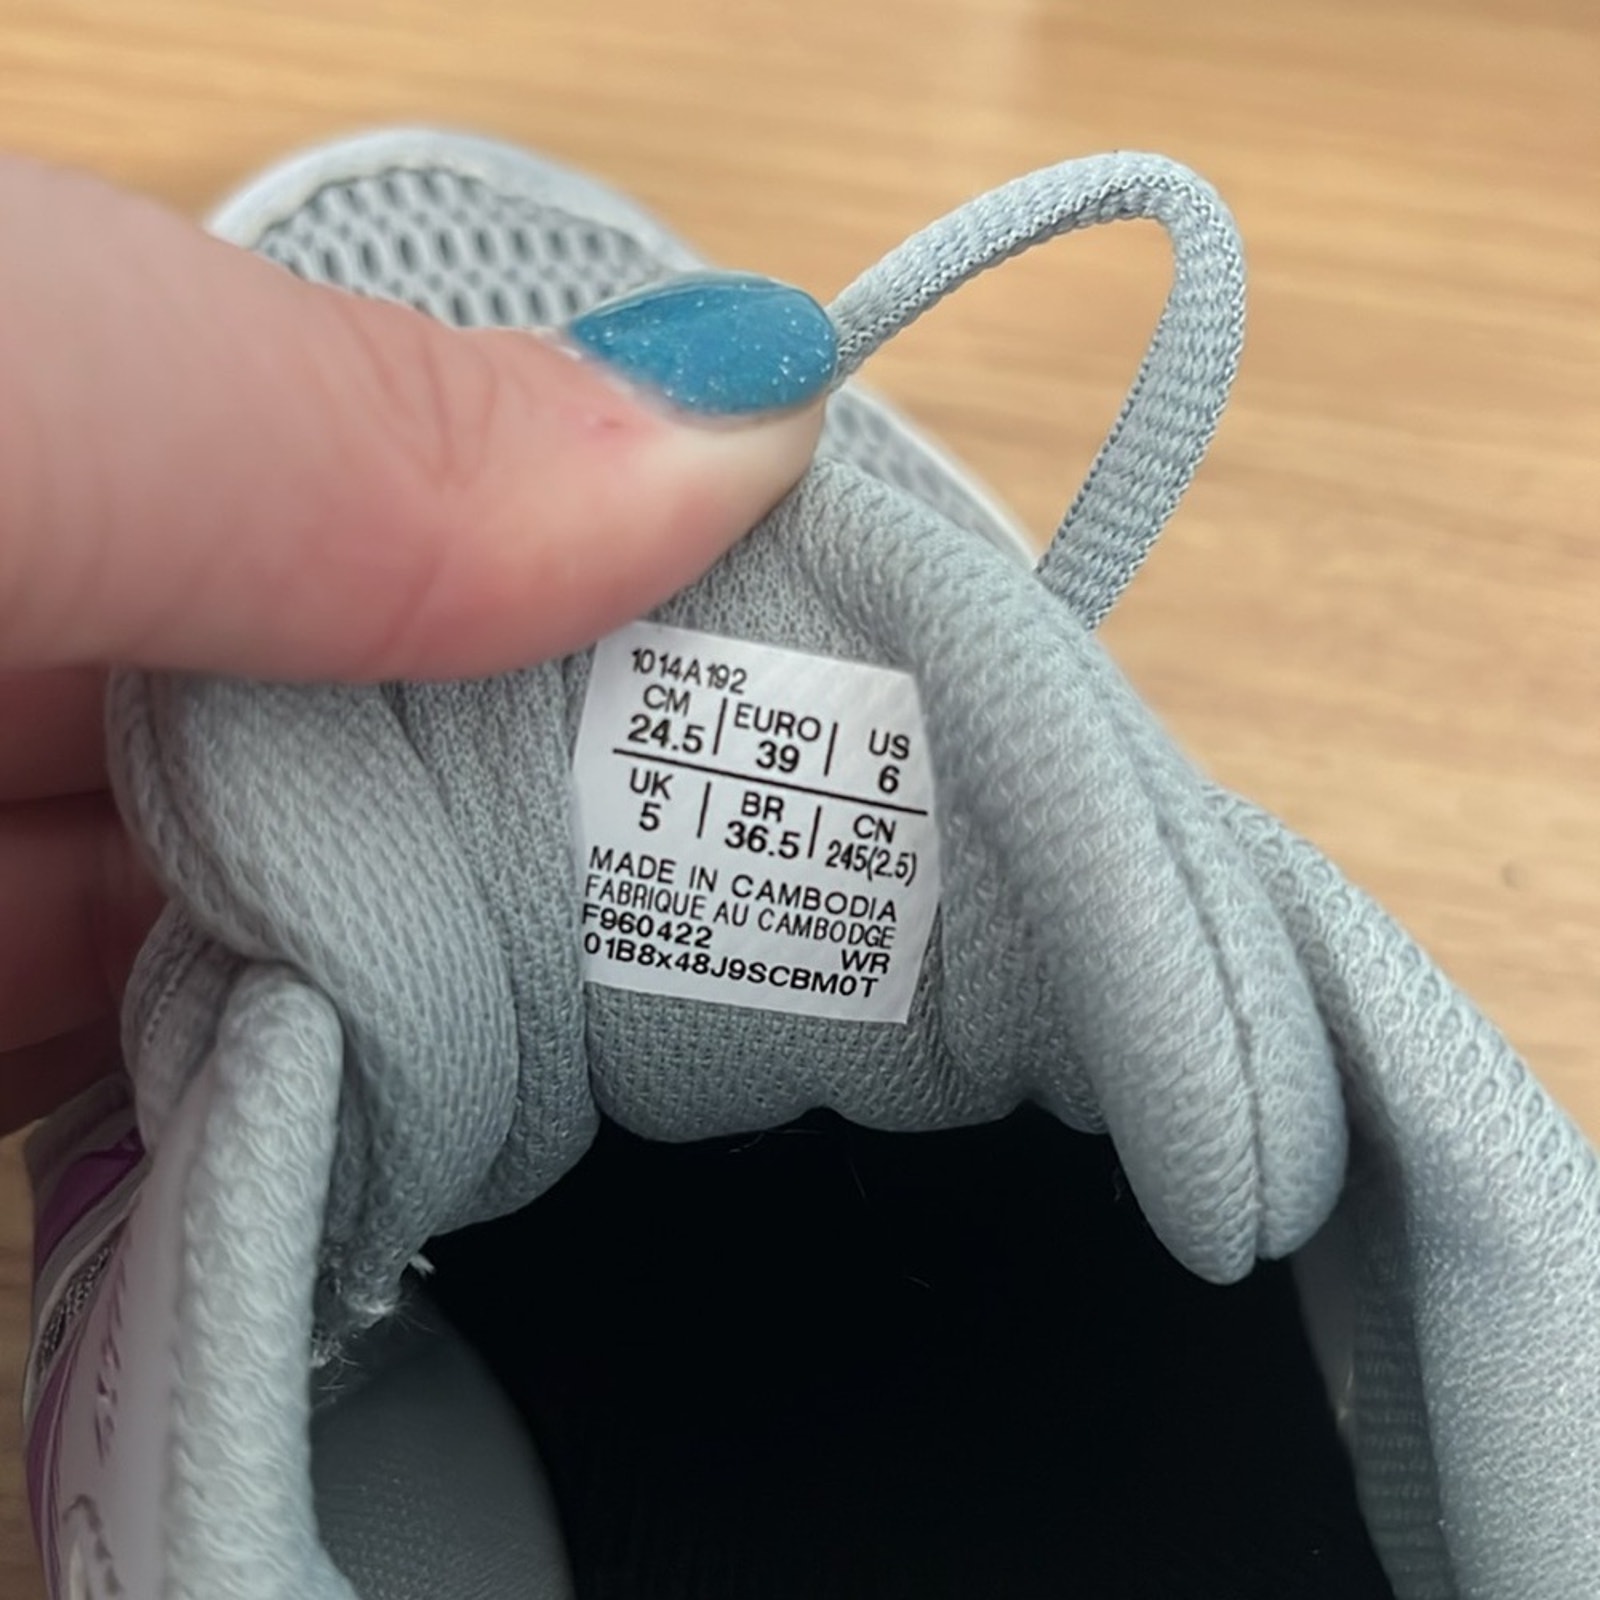 1014A192
CM | EURO | US
24.5 | 39 | 6
UK | BR | CN
5 | 36.5 | 245(2.5)
MADE IN CAMBODIA
FABRIQUE AU CAMBODGE
F960422 WR
01B8x48J9SCBM0T